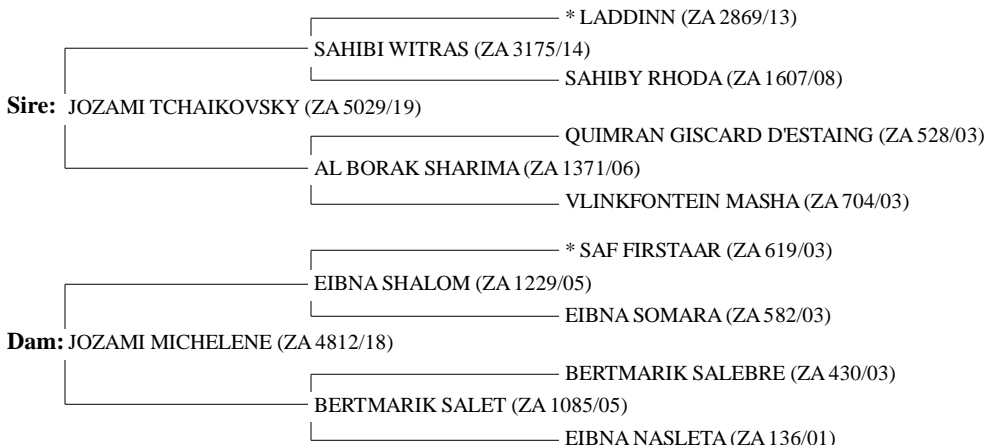 * LADDINN (ZA 2869/13)
SAHIBI WITRAS (ZA 3175/14)
SAHIBY RHODA (ZA 1607/08)
Sire: JOZAMI TCHAIKOVSKY (ZA 5029/19)
QUIMRAN GISCARD D'ESTAING (ZA 528/03)
AL BORAK SHARIMA (ZA 1371/06)
VLINKFONTEIN MASHA (ZA 704/03)
* SAF FIRSTAAR (ZA 619/03)
EIBNA SHALOM (ZA 1229/05)
EIBNA SOMARA (ZA 582/03)
Dam: JOZAMI MICHELENE (ZA 4812/18)
BERTMARIK SALEBRE (ZA 430/03)
BERTMARIK SALET (ZA 1085/05)
EIBNA NASLETA (ZA 136/01)